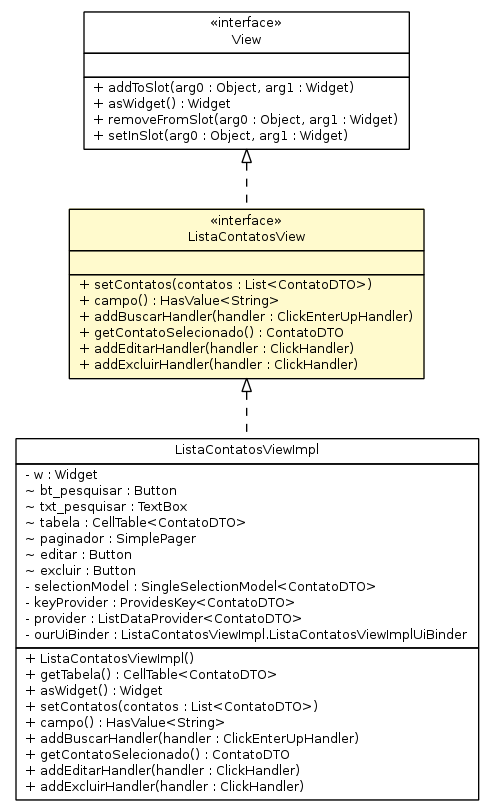 «interface»
View
+ addToSlot(arg0 : Object, arg1 : Widget)
+ asWidget() : Widget
+ removeFromSlot(arg0 : Object, arg1 : Widget)
+ setInSlot(arg0 : Object, arg1 : Widget)
«interface»
ListaContatosView
+ setContatos(contatos : List<ContatoDTO>)
+ campo() : HasValue<String>
+ addBuscarHandler(handler : ClickEnterUpHandler)
+ getContatoSelecionado() : ContatoDTO
+ addEditarHandler(handler : ClickHandler)
+ addExcluirHandler(handler : ClickHandler)
ListaContatosViewImpl
- w : Widget
~ bt_pesquisar : Button
~ txt_pesquisar : TextBox
~ tabela : CellTable<ContatoDTO>
~ paginador : SimplePager
~ editar : Button
~ excluir : Button
- selectionModel : SingleSelectionModel<ContatoDTO>
- keyProvider : ProvidesKey<ContatoDTO>
- provider : ListDataProvider<ContatoDTO>
- ourUiBinder : ListaContatosViewImpl.ListaContatosViewImplUiBinder
+ ListaContatosViewImpl()
+ getTabela() : CellTable<ContatoDTO>
+ asWidget() : Widget
+ setContatos(contatos : List<ContatoDTO>)
+ campo() : HasValue<String>
+ addBuscarHandler(handler : ClickEnterUpHandler)
+ getContatoSelecionado() : ContatoDTO
+ addEditarHandler(handler : ClickHandler)
+ addExcluirHandler(handler : ClickHandler)